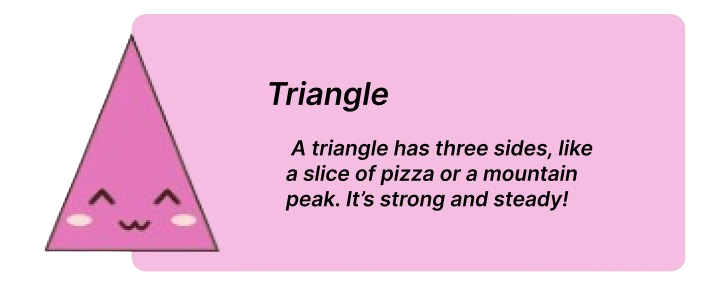 Triangle
A triangle has three sides, like
a slice of pizza or a mountain
peak. It’s strong and steady!